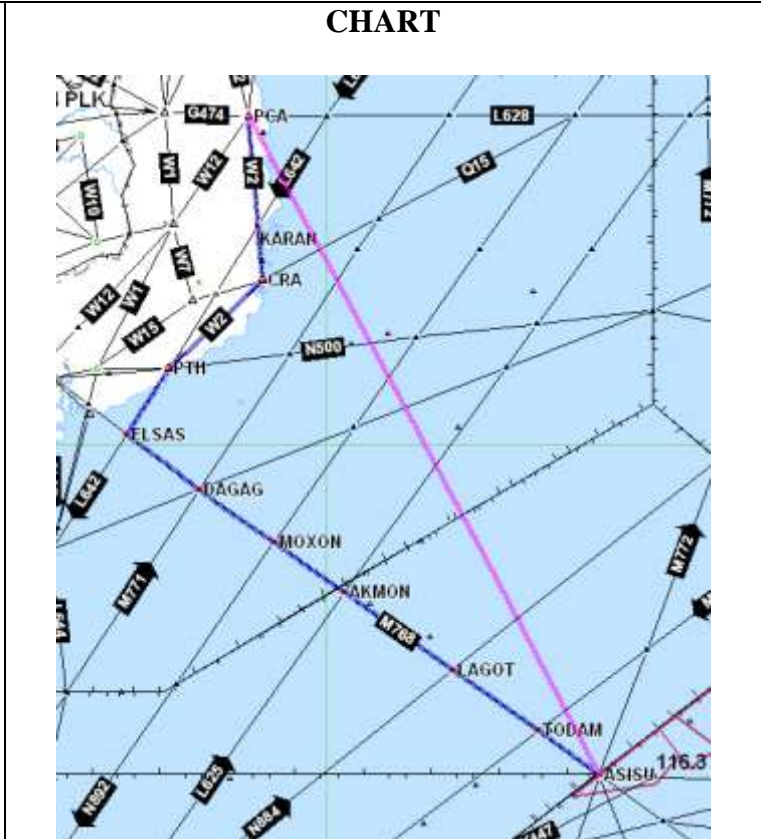 CHART
PLK
G474
PCA
L628
W1
W12
W2
L642
Q15
W10
KARAN
W7
CRA
W12
W1
W15
W2
N500
PTH
ELSAS
L642
DAGAG
MOXON
M771
M772
AKMON
M768
LAGOT
TODAM
116.3
ASISU
L625
N892
N884